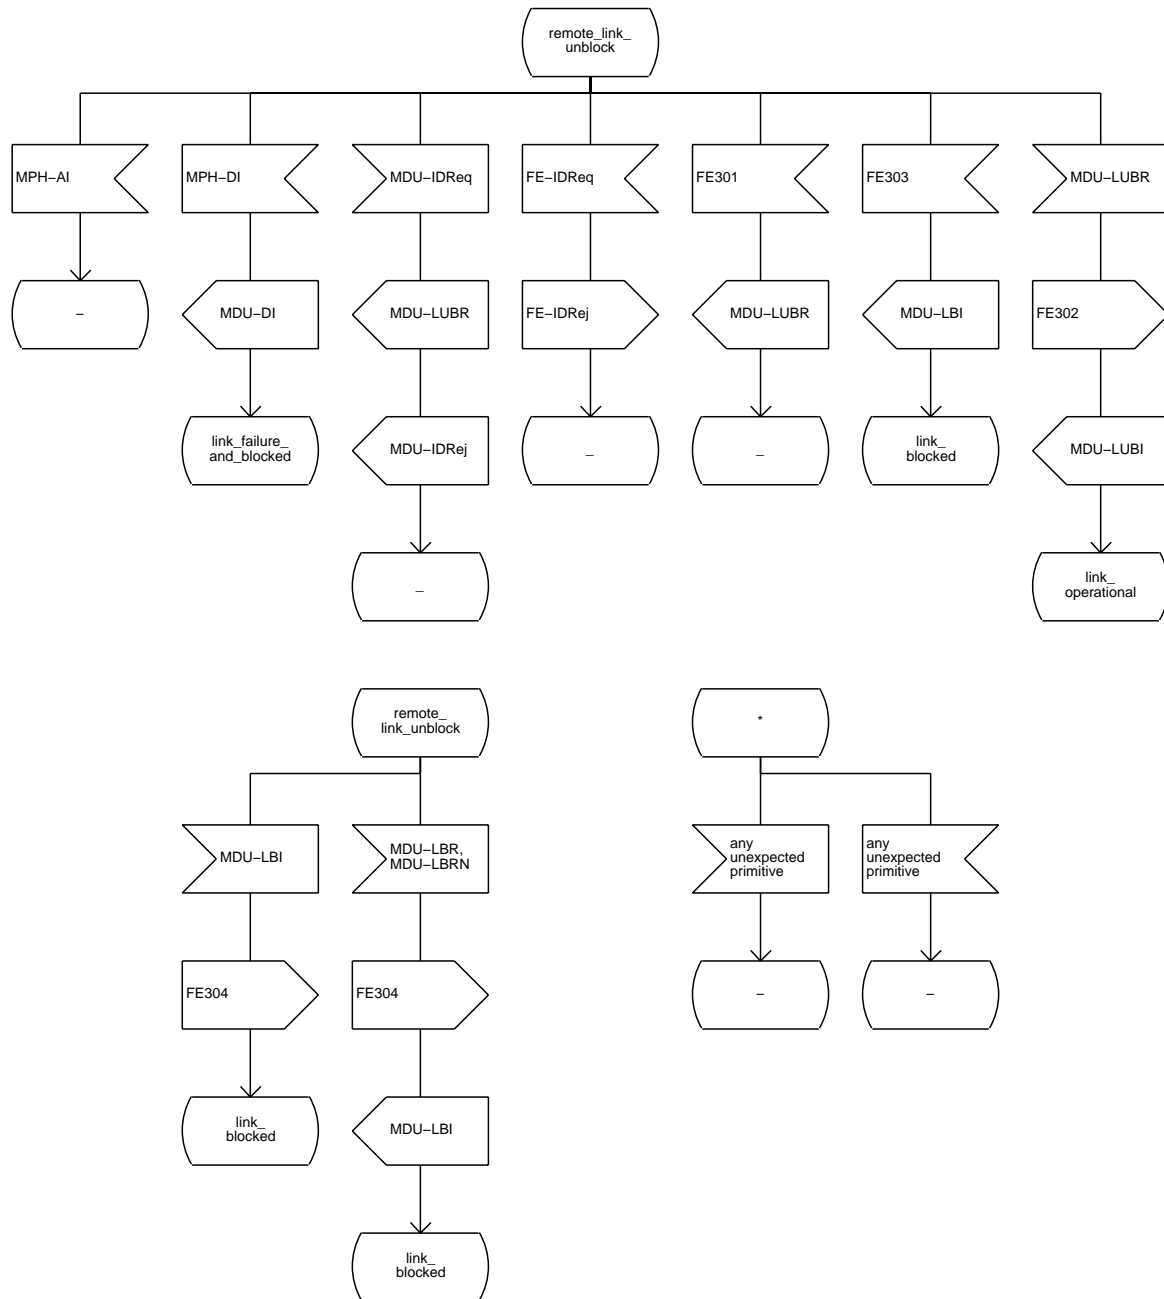 remote_link_
unblock
MPH-AI
MPH-DI
MDU-IDReq
FE-IDReq
FE301
FE303
MDU-LUBR
-
MDU-DI
MDU-LUBR
FE-IDRej
MDU-LUBR
MDU-LBI
FE302
link_failure_
and_blocked
MDU-IDRej
_
_
link_
blocked
MDU-LUBI
_
link_
operational
remote_
link_unblock
*
MDU-LBI
MDU-LBR,
MDU-LBRN
any
unexpected
primitive
any
unexpected
primitive
FE304
FE304
-
-
link_
blocked
MDU-LBI
link_
blocked